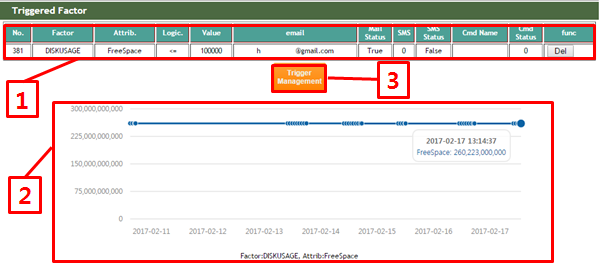 Triggered Factor
No. Factor Attrib. Logic. Value email Mail Status SMS SMS Status Cmd Name Cmd Status func
381 DISKUSAGE FreeSpace <= 100000 h @gmail.com True 0 False 0 Del
1
Trigger
Management
3
2
300,000,000,000
225,000,000,000
150,000,000,000
75,000,000,000
0
2017-02-17 13:14:37
FreeSpace: 260,223,000,000
2017-02-11 2017-02-12 2017-02-13 2017-02-14 2017-02-15 2017-02-16 2017-02-17
Factor:DISKUSAGE, Attrib:FreeSpace